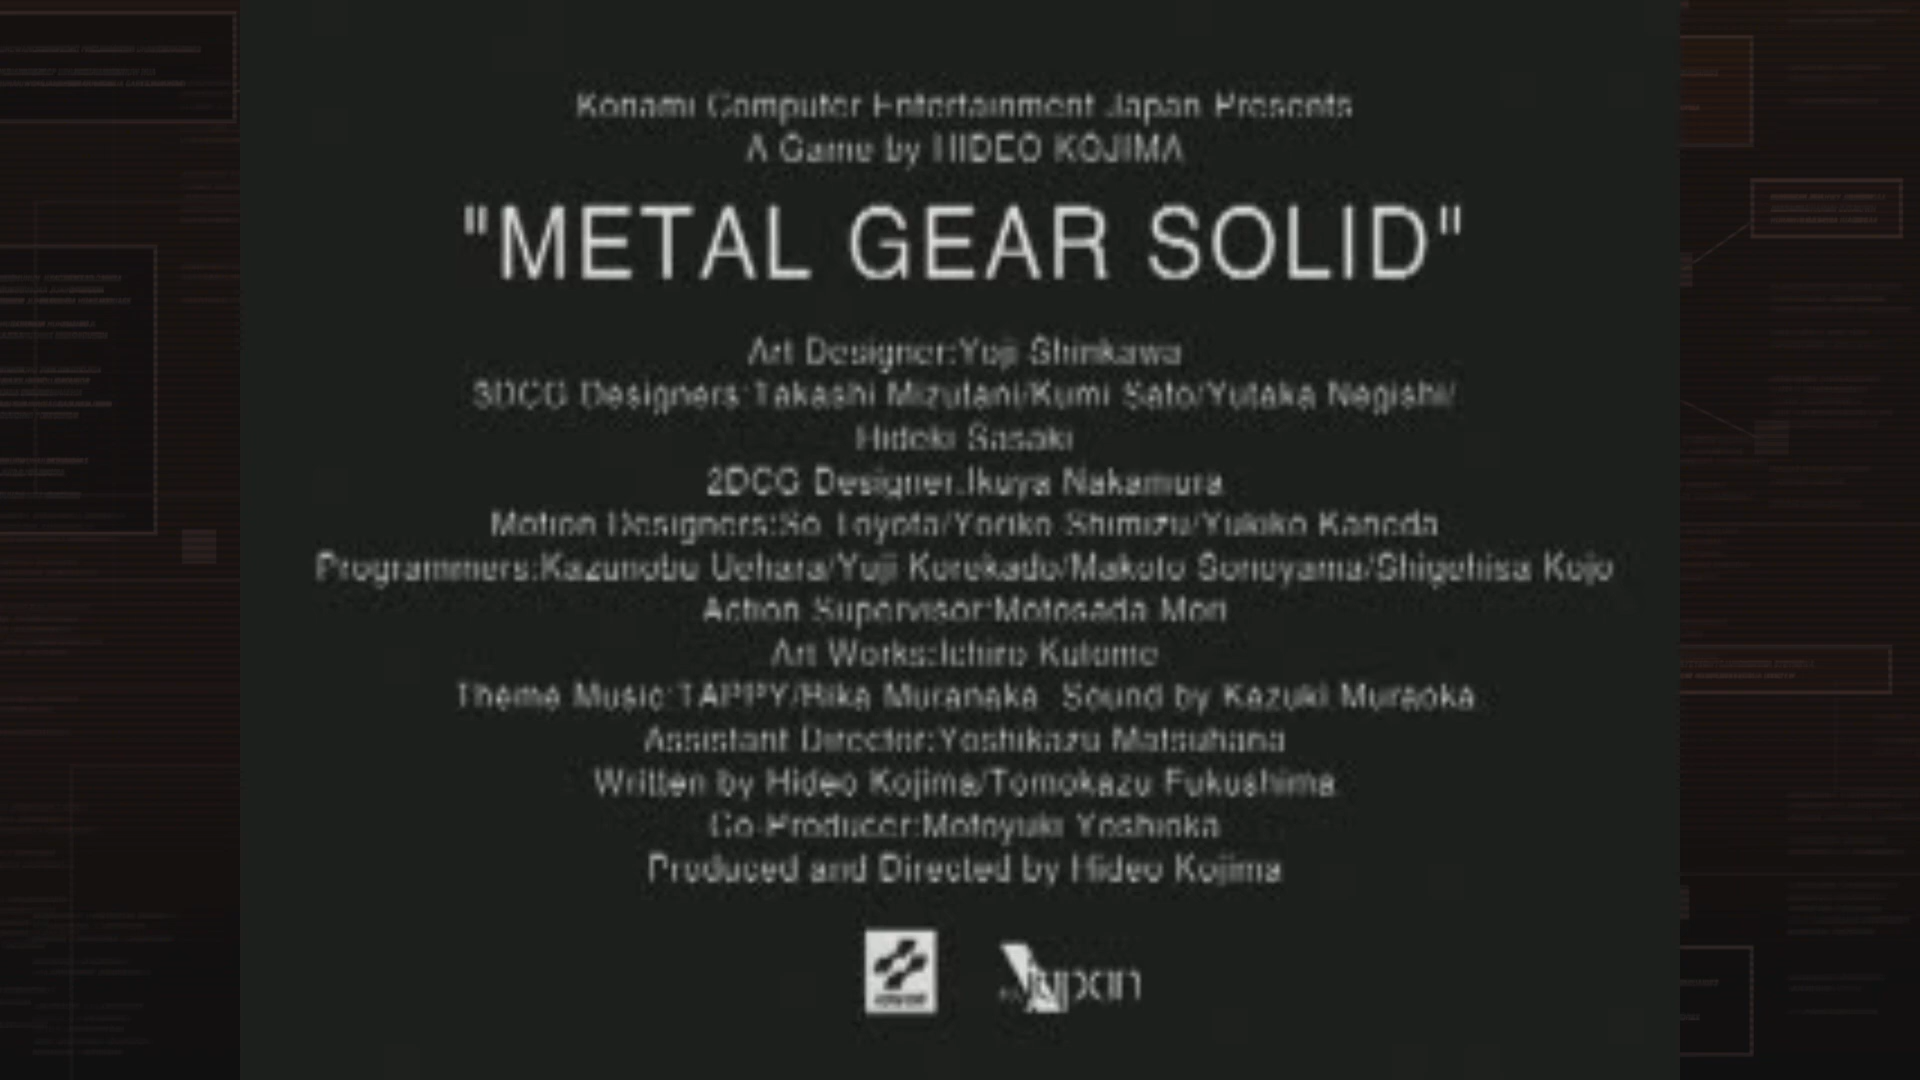 Konami Computer Entertainment Japan Presents
A Game by HIDEO KOJIMA
"METAL GEAR SOLID"
Art Designer:Yoji Shinkawa
3DCG Designers:Takashi Mizutani/Kumi Sato/Yutaka Negishi/
Hideki Sasaki
2DCG Designer:Ikuya Nakamura
Motion Designers:So Toyota/Yoriko Shimizu/Yukiko Kaneda
Programmers:Kazunobu Uehara/Yuji Korekado/Makoto Sonoyama/Shigehisa Kojo
Action Supervisor:Motosada Mori
Art Works:Ichiro Kutome
Theme Music:TAPPY/Rika Muranaka Sound by Kazuki Muraoka
Assistant Director:Yoshikazu Matsuhana
Written by Hideo Kojima/Tomokazu Fukushima
Co-Producer:Motoyuki Yoshioka
Produced and Directed by Hideo Kojima
Japan